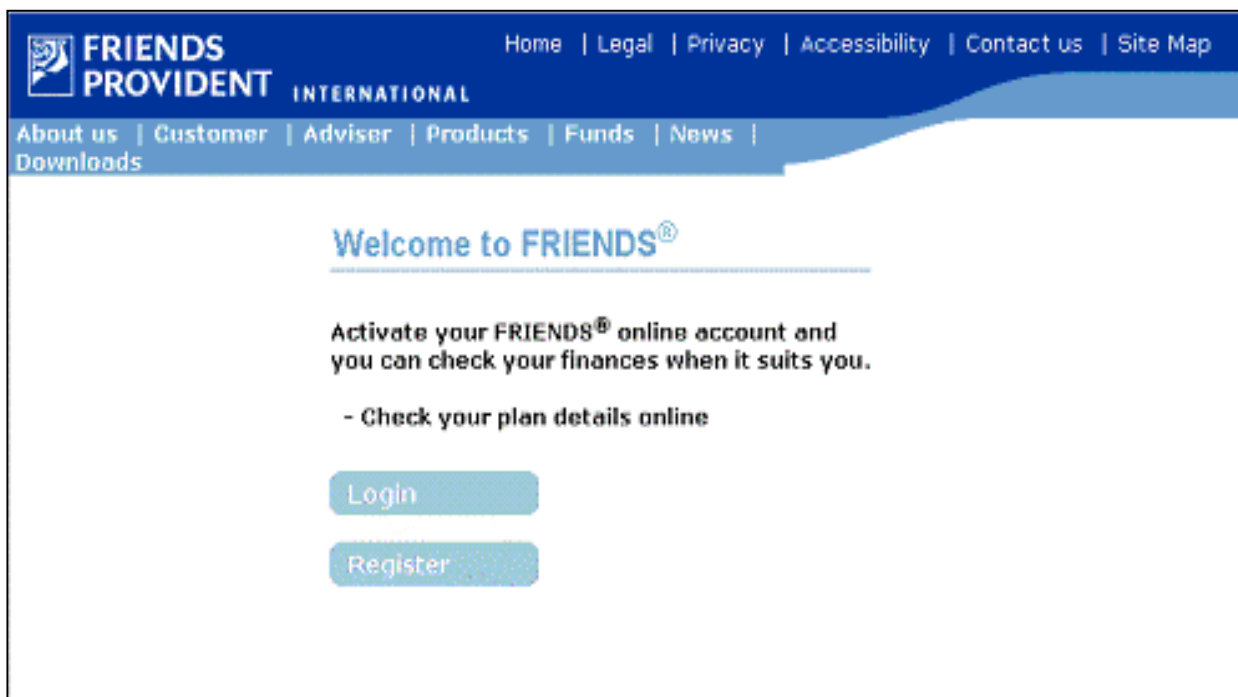 FRIENDS
PROVIDENT INTERNATIONAL
Home | Legal | Privacy | Accessibility | Contact us | Site Map
About us | Customer | Adviser | Products | Funds | News |
Downloads
Welcome to FRIENDS®
Activate your FRIENDS® online account and
you can check your finances when it suits you.
- Check your plan details online
Login
Register